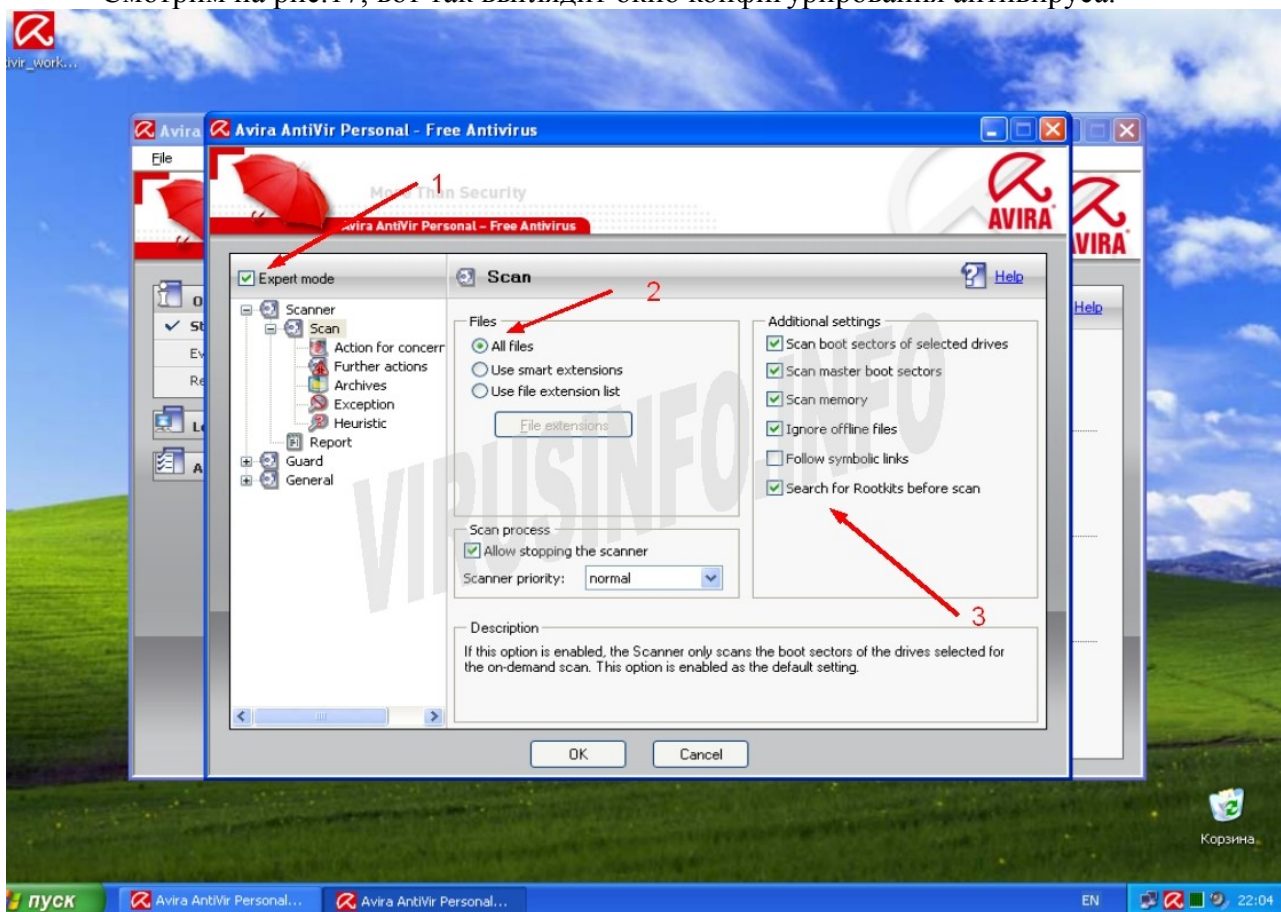 Смотрим на рис.17, вот так выглядит окно конфигурирования антивируса:
ivir_work...
Avira
Avira AntiVir Personal - Free Antivirus
File
More Than Security
Avira AntiVir Personal – Free Antivirus
AVIRA
VIRA
1
Expert mode
Scan
2
Help
Help
Scanner
Scan
Action for concerr
Further actions
Archives
Exception
Heuristic
Report
Guard
General
Files
All files
Use smart extensions
Use file extension list
File extensions
Scan process
Allow stopping the scanner
Scanner priority: normal
Additional settings
Scan boot sectors of selected drives
Scan master boot sectors
Scan memory
Ignore offline files
Follow symbolic links
Search for Rootkits before scan
3
Description
If this option is enabled, the Scanner only scans the boot sectors of the drives selected for
the on-demand scan. This option is enabled as the default setting.
OK Cancel
VIRUSINFO.INFO
Корзина
пуск
Avira AntiVir Personal...
Avira AntiVir Personal...
EN
22:04